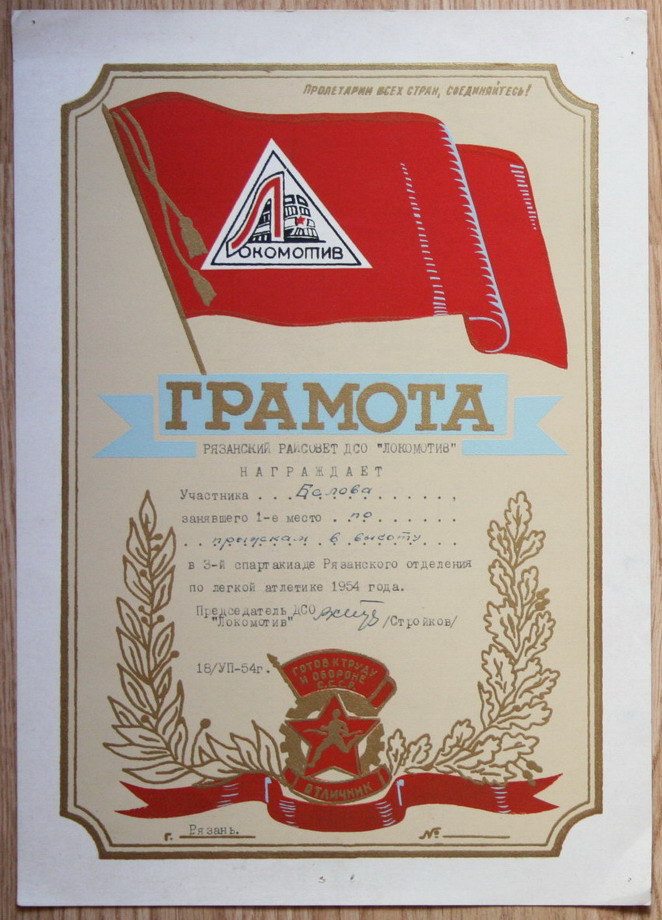 ПРОЛЕТАРИИ ВСЕХ СТРАН, СОЕДИНЯЙТЕСЬ!
ЛОКОМОТИВ
ГРАМОТА
РЯЗАНСКИЙ РАЙСОВЕТ ДСО "ЛОКОМОТИВ"
НАГРАЖДАЕТ
Участника . . . Белова . . . . . . ,
занявшего 1-е место . по . . . . . .
. . прыжкам в высоту . . .
в 3-й спартакиаде Рязанского отделения
по легкой атлетике 1954 года.
Председатель ДСО
"Локомотив" /Стройков/
18/УП-54г.
ГОТОВ К ТРУДУ
И ОБОРОНЕ
СССР
ОТЛИЧНИК
г. Рязань. №